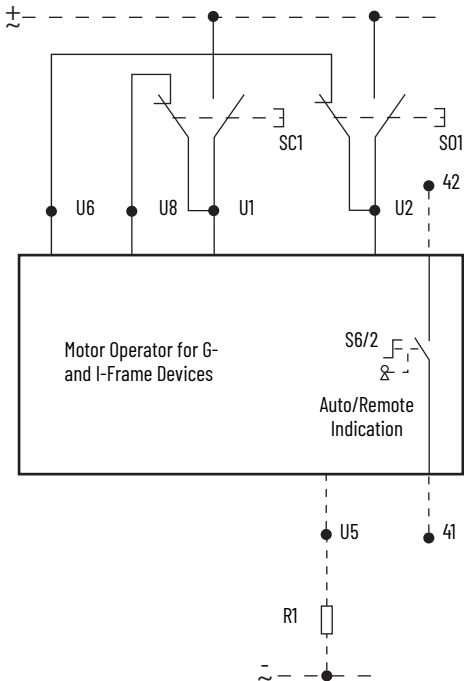 +
~
SC1
SO1
42
U6
U8
U1
U2
Motor Operator for G-
and I-Frame Devices
S6/2
Auto/Remote
Indication
U5
41
R1
-
~